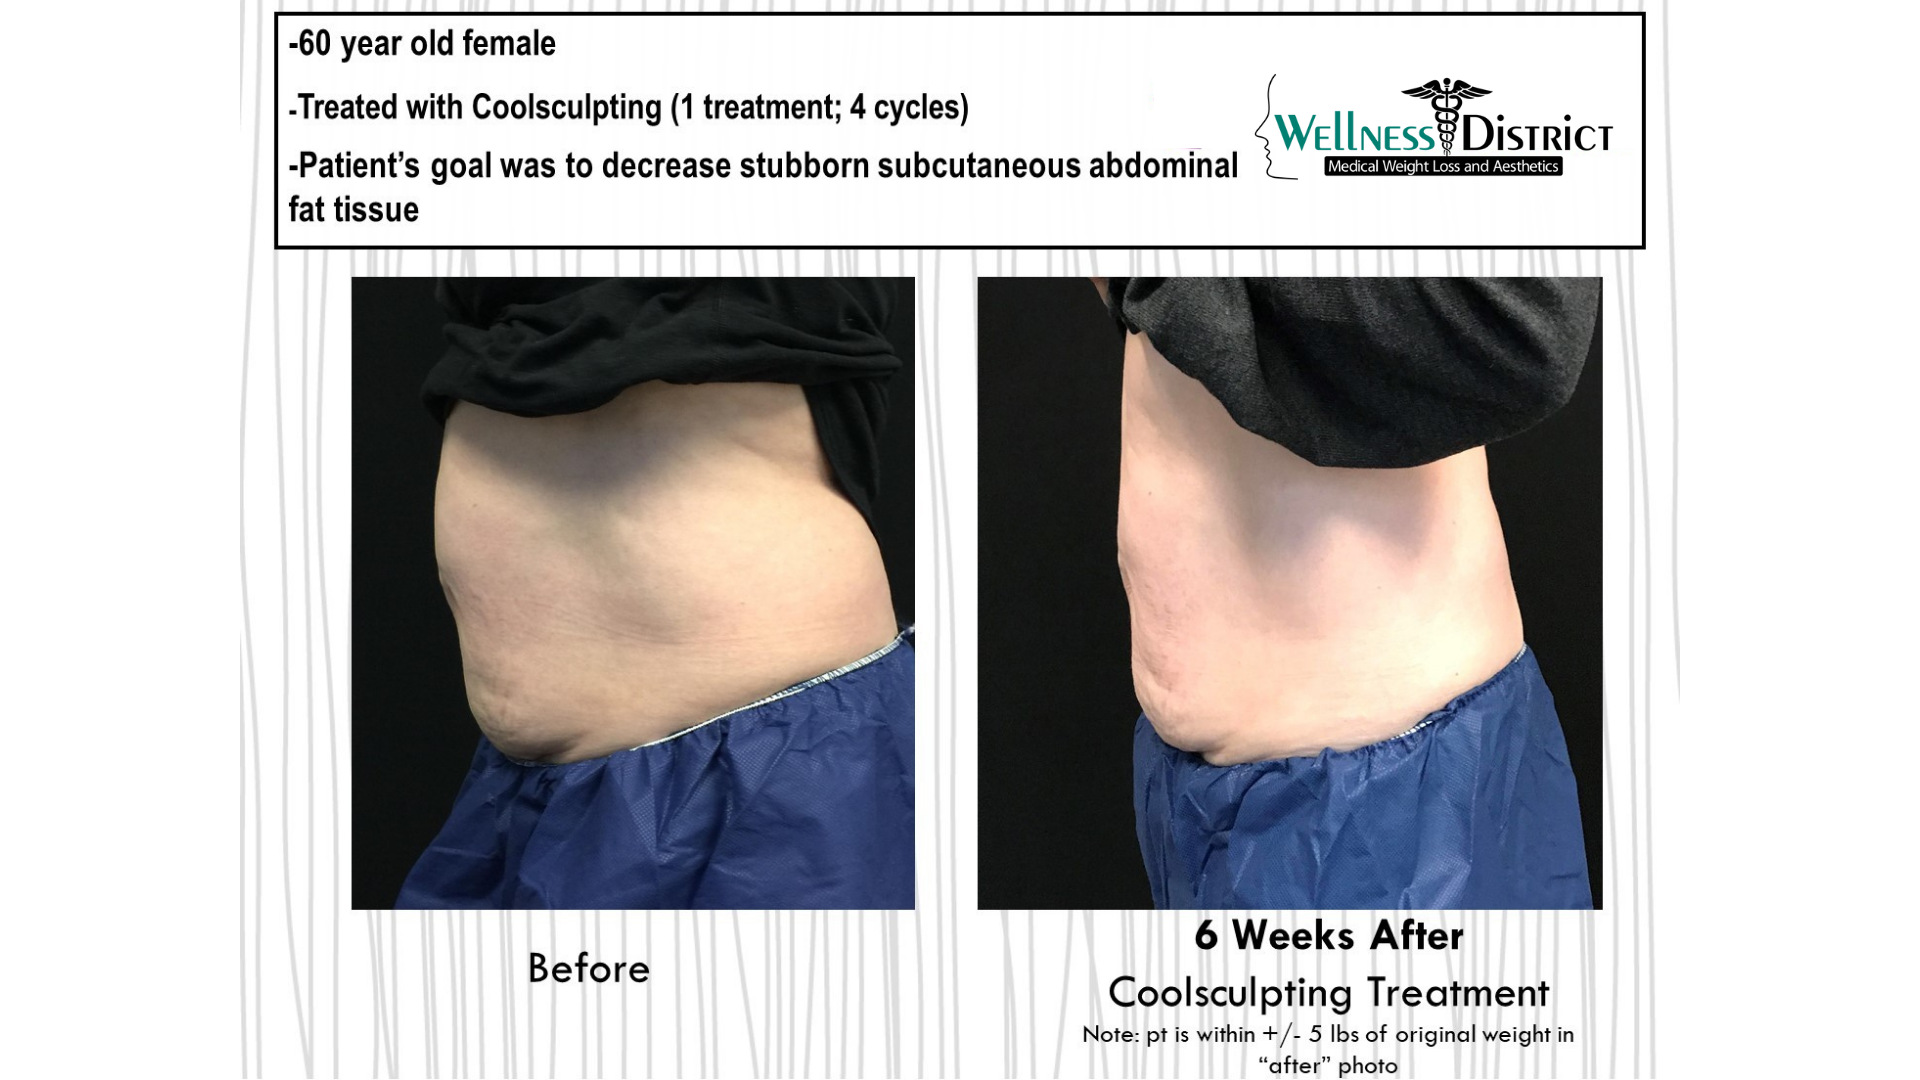 -60 year old female
-Treated with Coolsculpting (1 treatment; 4 cycles)
-Patient’s goal was to decrease stubborn subcutaneous abdominal
fat tissue
Wellness District
Medical Weight Loss and Aesthetics
Before
6 Weeks After
Coolsculpting Treatment
Note: pt is within +/- 5 lbs of original weight in
“after” photo